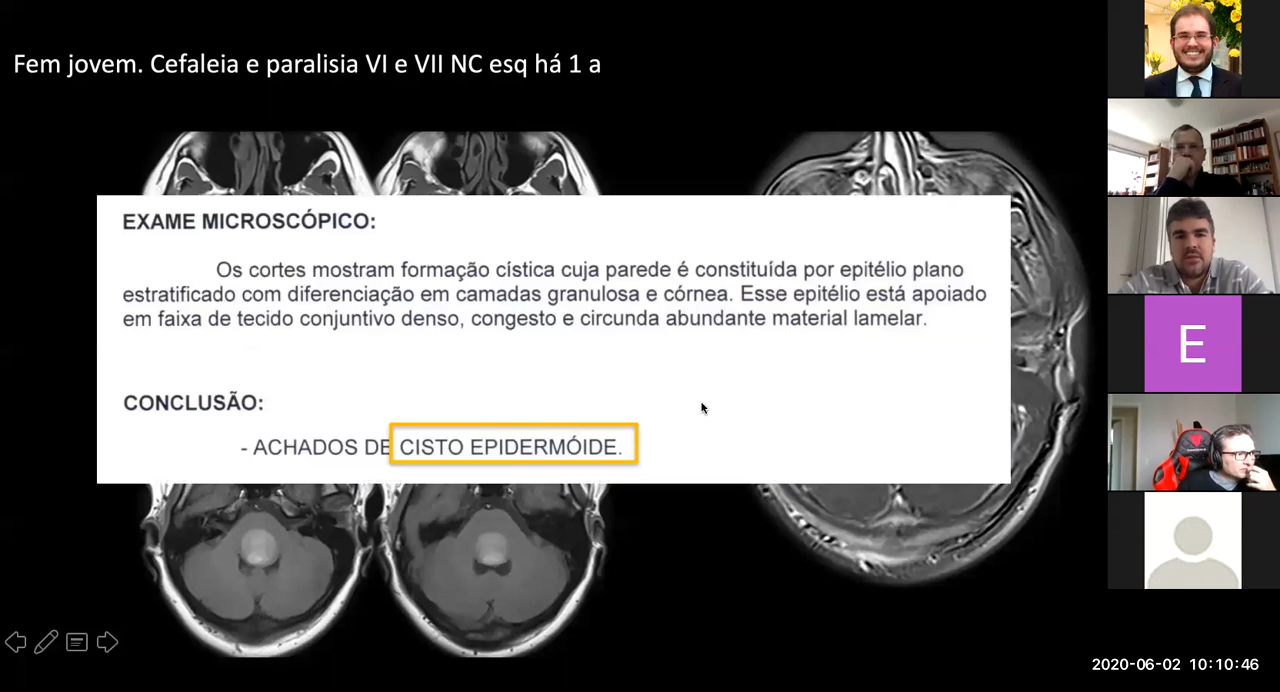 Fem jovem. Cefaleia e paralisia VI e VII NC esq há 1 a
EXAME MICROSCÓPICO:
Os cortes mostram formação cística cuja parede é constituída por epitélio plano
estratificado com diferenciação em camadas granulosa e córnea. Esse epitélio está apoiado
em faixa de tecido conjuntivo denso, congesto e circunda abundante material lamelar.
CONCLUSÃO:
- ACHADOS DE CISTO EPIDERMÓIDE.
E
2020-06-02 10:10:46